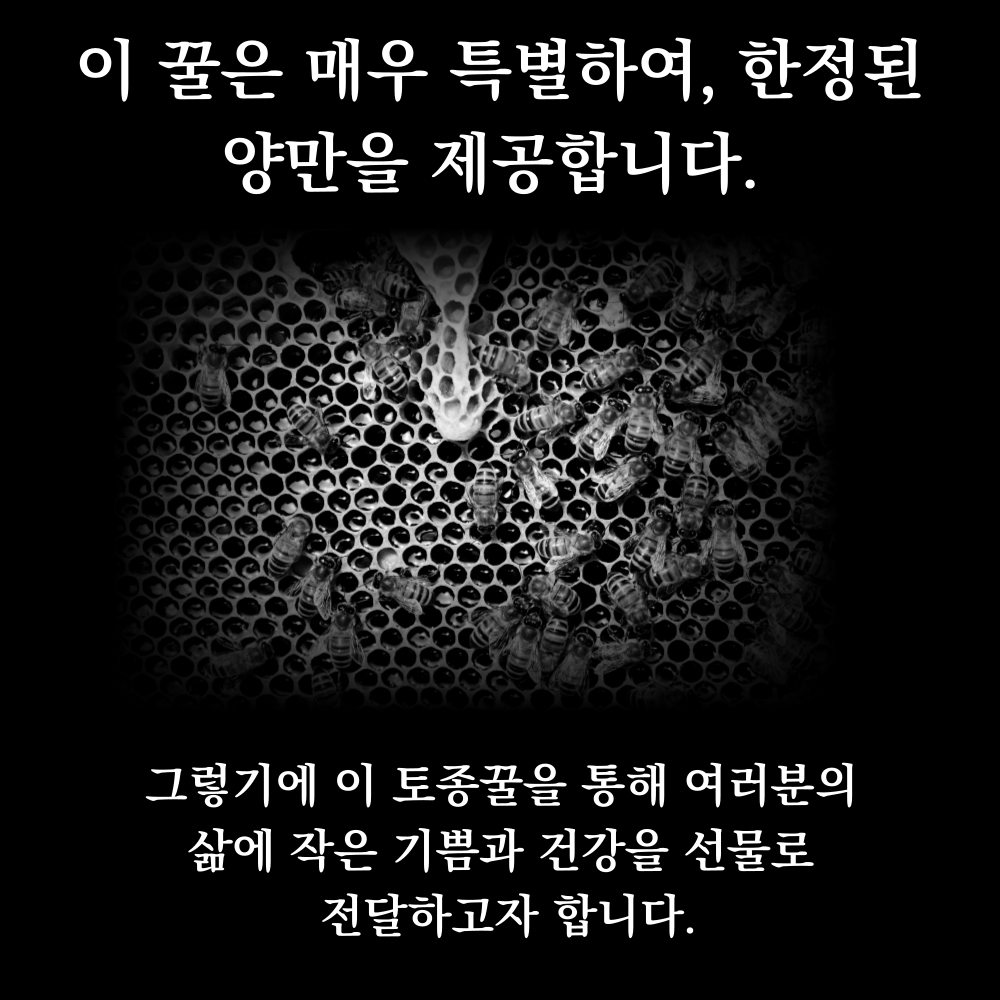 이 꿀은 매우 특별하여, 한정된
양만을 제공합니다.
그렇기에 이 토종꿀을 통해 여러분의
삶에 작은 기쁨과 건강을 선물로
전달하고자 합니다.